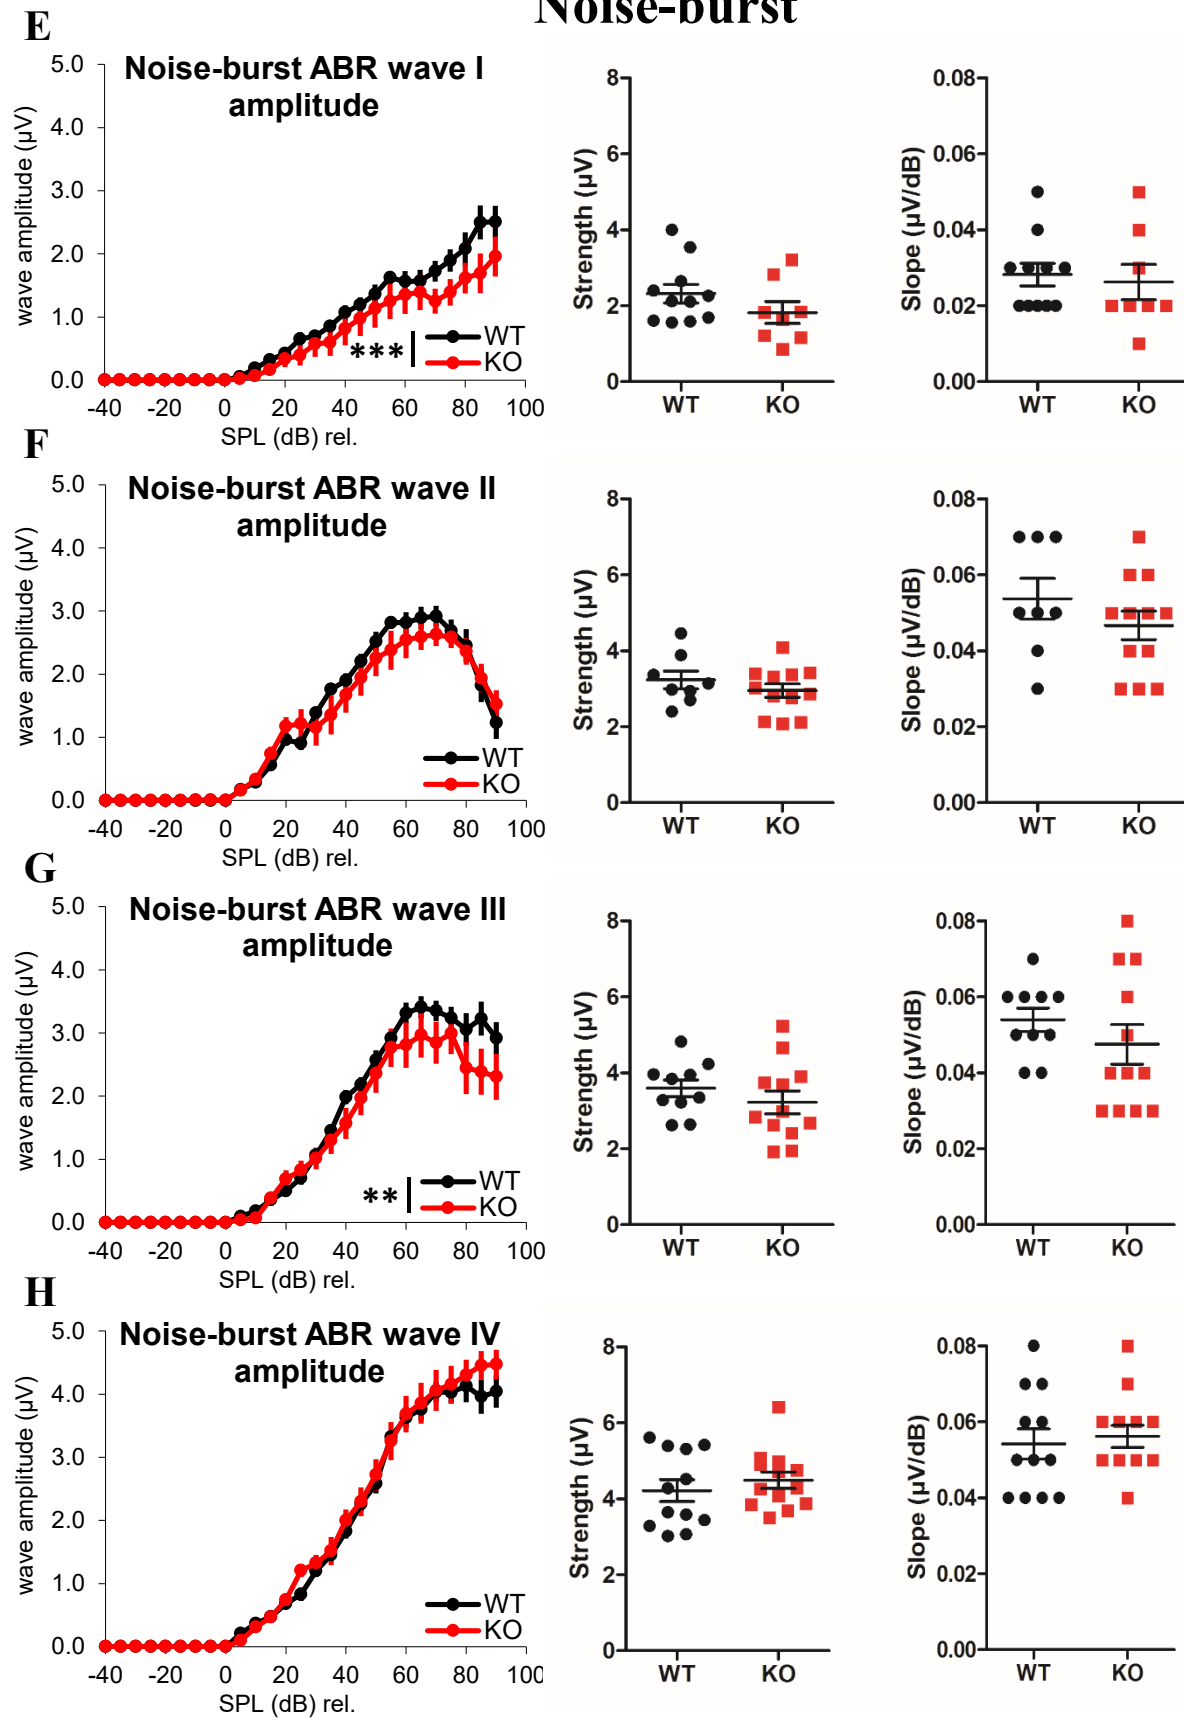 Noise-burst
E
Noise-burst ABR wave I
amplitude
wave amplitude (µV)
5.0
4.0
3.0
2.0
1.0
0.0
-40 -20 0 20 40 60 80 100
SPL (dB) rel.
***
WT
KO
Strength (µV)
8
6
4
2
0
WT KO
Slope (µV/dB)
0.08
0.06
0.04
0.02
0.00
WT KO
F
Noise-burst ABR wave II
amplitude
wave amplitude (µV)
5.0
4.0
3.0
2.0
1.0
0.0
-40 -20 0 20 40 60 80 100
SPL (dB) rel.
WT
KO
Strength (µV)
8
6
4
2
0
WT KO
Slope (µV/dB)
0.08
0.06
0.04
0.02
0.00
WT KO
G
Noise-burst ABR wave III
amplitude
wave amplitude (µV)
5.0
4.0
3.0
2.0
1.0
0.0
-40 -20 0 20 40 60 80 100
SPL (dB) rel.
**
WT
KO
Strength (µV)
8
6
4
2
0
WT KO
Slope (µV/dB)
0.08
0.06
0.04
0.02
0.00
WT KO
H
Noise-burst ABR wave IV
amplitude
wave amplitude (µV)
5.0
4.0
3.0
2.0
1.0
0.0
-40 -20 0 20 40 60 80 100
SPL (dB) rel.
WT
KO
Strength (µV)
8
6
4
2
0
WT KO
Slope (µV/dB)
0.08
0.06
0.04
0.02
0.00
WT KO